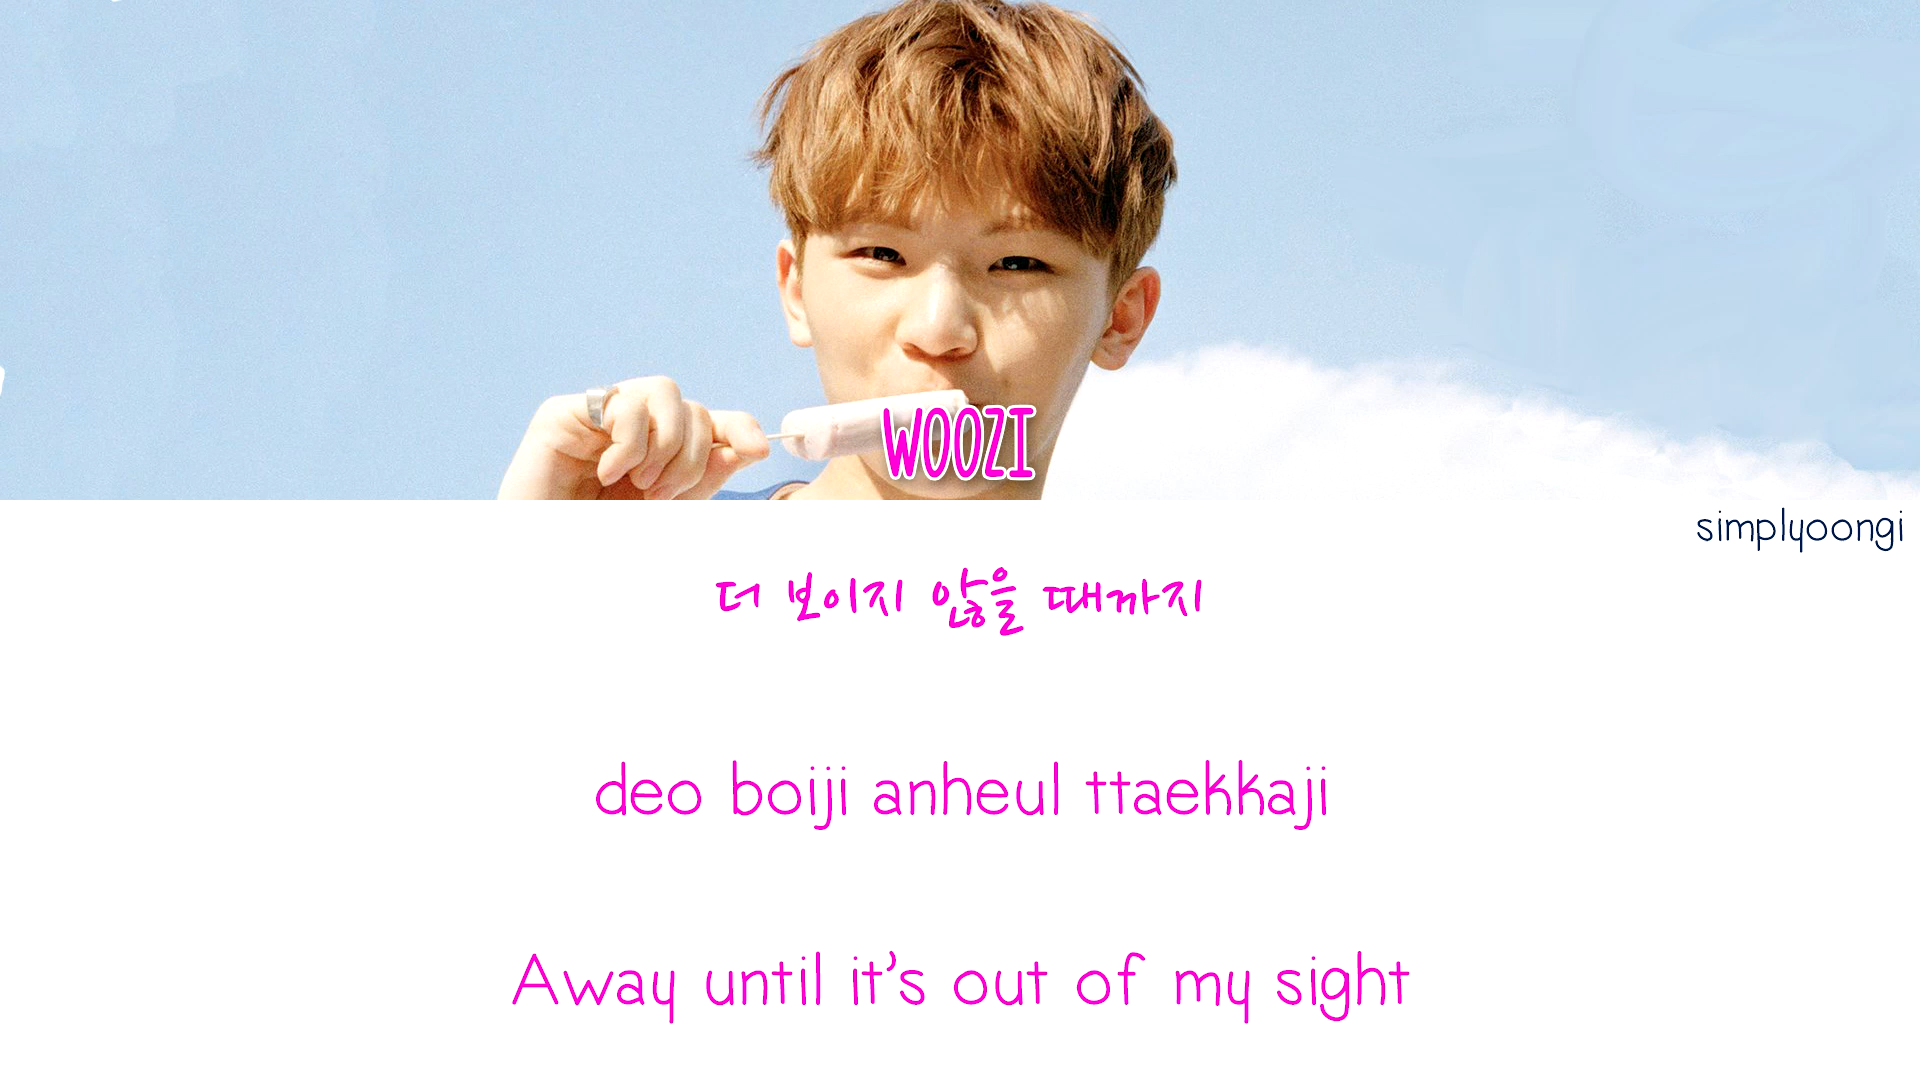 WOOZI
simplyoongi
더 보이지 않을 때까지
deo boiji anheul ttaekkaji
Away until it's out of my sight